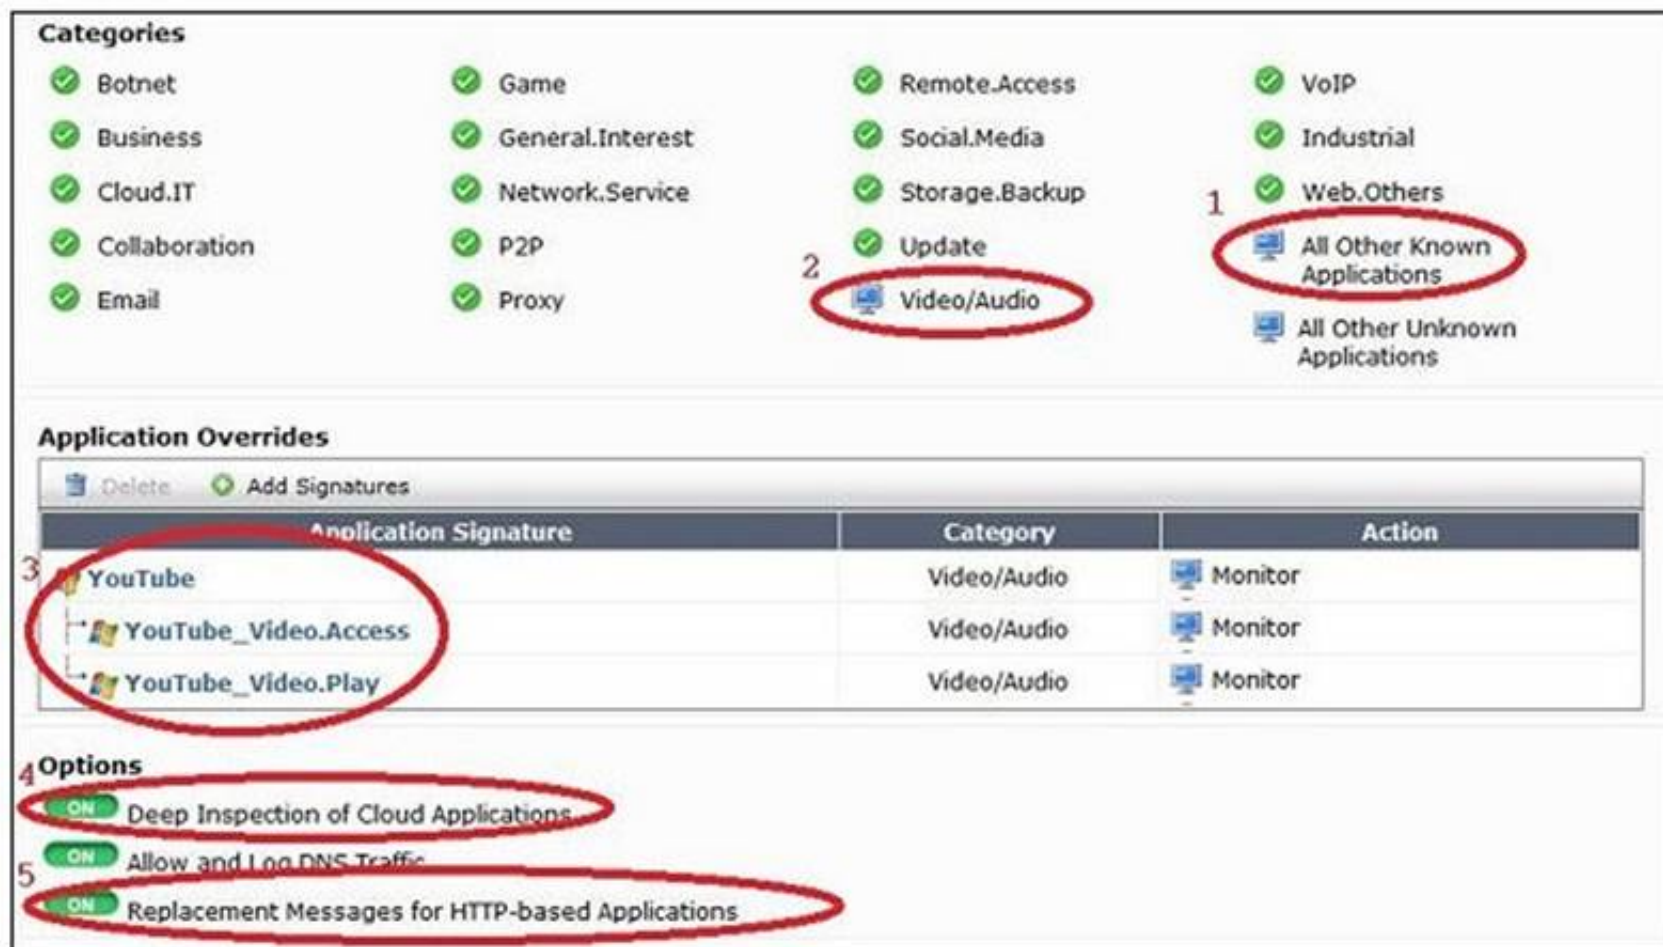 Categories
Botnet Game Remote.Access VoIP
Business General.Interest Social.Media Industrial
Cloud.IT Network.Service Storage.Backup 1 Web.Others
Collaboration P2P Update All Other Known
Applications
2
Email Proxy Video/Audio
All Other Unknown
Applications
Application Overrides
Delete Add Signatures
Application Signature Category Action
3 YouTube Video/Audio Monitor
YouTube_Video.Access Video/Audio Monitor
YouTube_Video.Play Video/Audio Monitor
4 Options
ON Deep Inspection of Cloud Applications
ON Allow and Log DNS Traffic
5
ON Replacement Messages for HTTP-based Applications